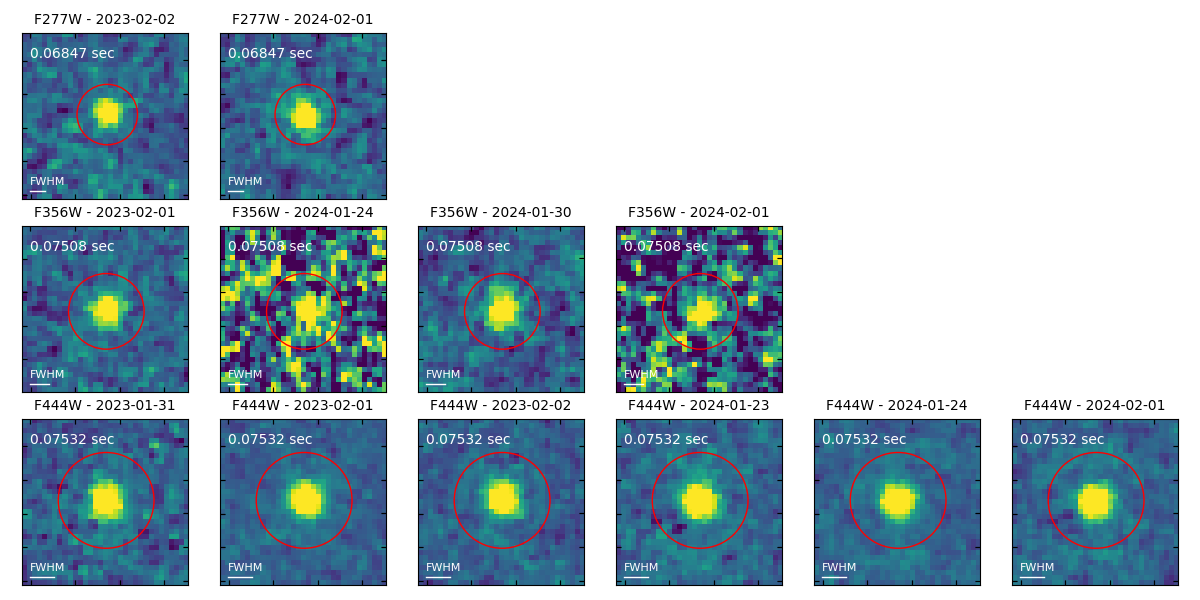 F277W - 2023-02-02
F277W - 2024-02-01
0.06847 sec
0.06847 sec
FWHM
FWHM
F356W - 2023-02-01
F356W - 2024-01-24
F356W - 2024-01-30
F356W - 2024-02-01
0.07508 sec
0.07508 sec
0.07508 sec
0.07508 sec
FWHM
FWHM
FWHM
FWHM
F444W - 2023-01-31
F444W - 2023-02-01
F444W - 2023-02-02
F444W - 2024-01-23
F444W - 2024-01-24
F444W - 2024-02-01
0.07532 sec
0.07532 sec
0.07532 sec
0.07532 sec
0.07532 sec
0.07532 sec
FWHM
FWHM
FWHM
FWHM
FWHM
FWHM